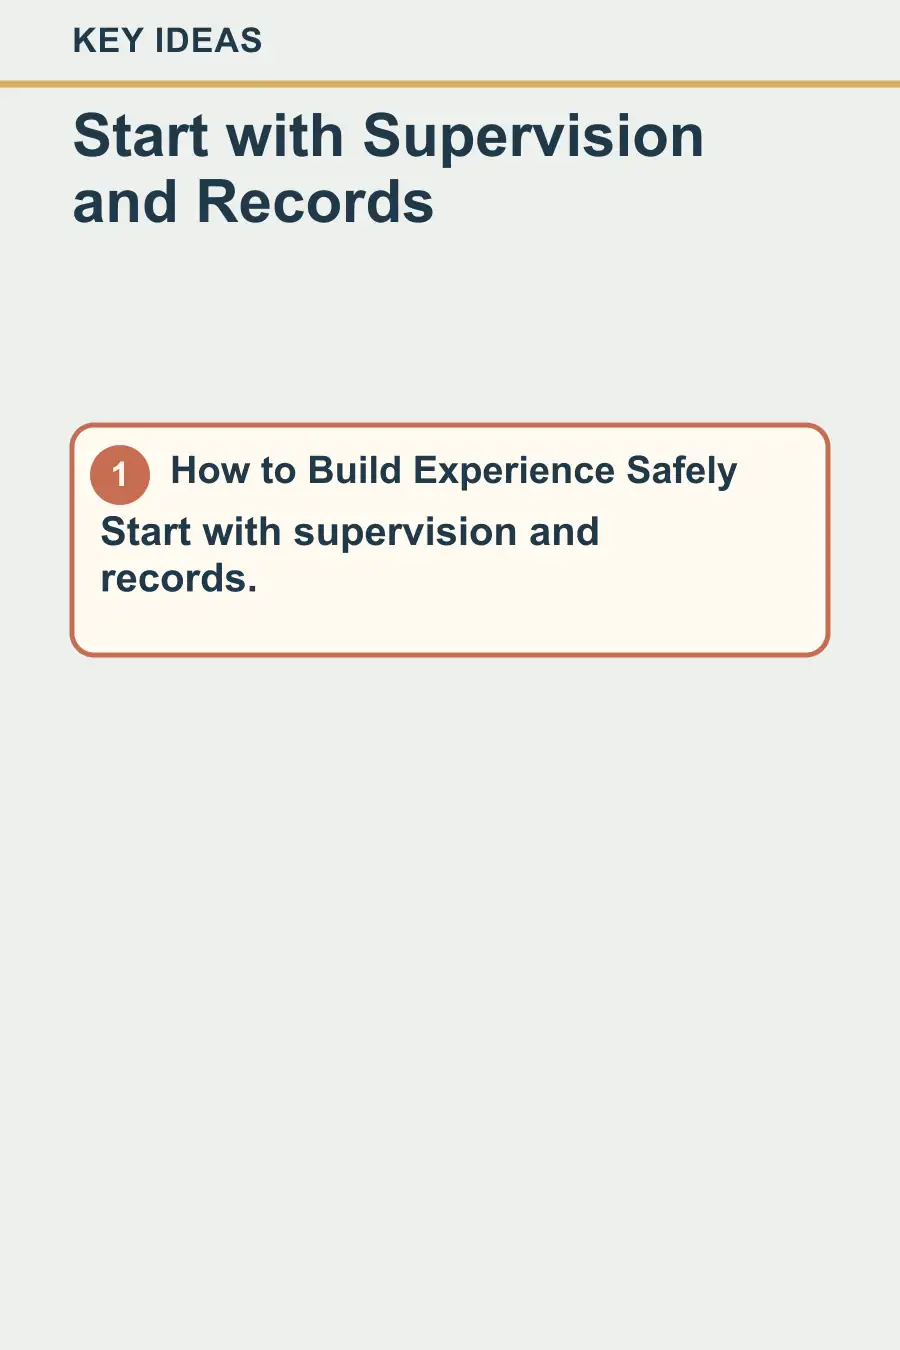 KEY IDEAS
Start with Supervision
and Records
1 How to Build Experience Safely
Start with supervision and
records.